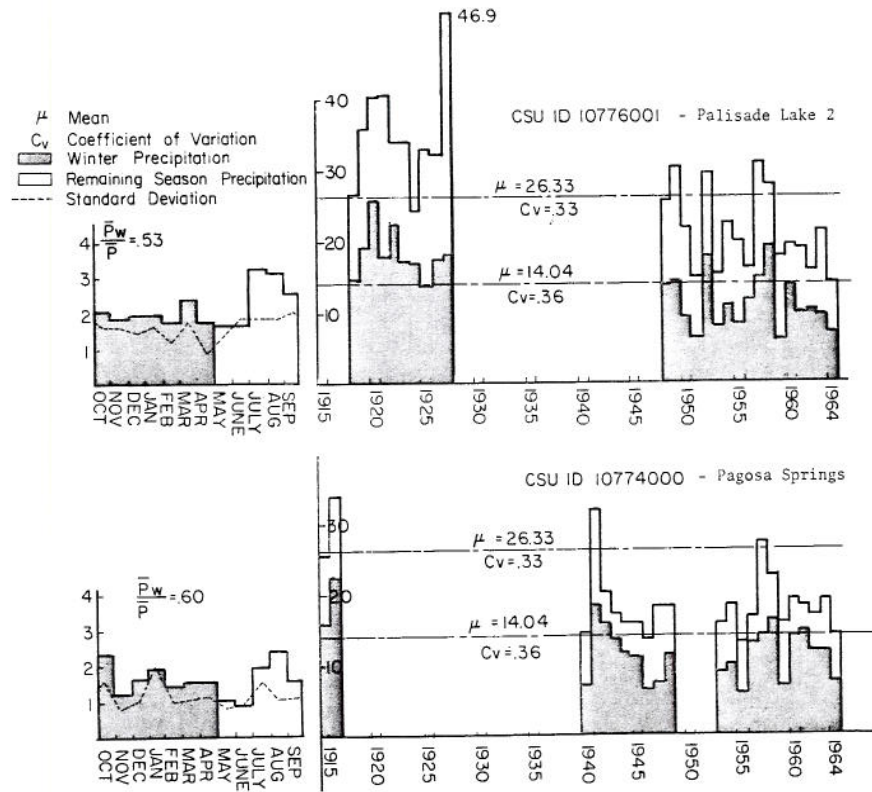 46.9
μ Mean
Cv Coefficient of Variation
Winter Precipitation
Remaining Season Precipitation
Standard Deviation
P̅w/P̅ = .53
4
3
2
1
OCT
NOV
DEC
JAN
FEB
MAR
APR
MAY
JUNE
JULY
AUG
SEP
CSU ID 10776001 - Palisade Lake 2
40
30
20
10
μ = 26.33
Cv = .33
μ = 14.04
Cv = .36
1915
1920
1925
1930
1935
1940
1945
1950
1955
1960
1964
P̅w/P̅ = .60
4
3
2
1
OCT
NOV
DEC
JAN
FEB
MAR
APR
MAY
JUNE
JULY
AUG
SEP
CSU ID 10774000 - Pagosa Springs
30
20
10
μ = 26.33
Cv = .33
μ = 14.04
Cv = .36
1915
1920
1925
1930
1935
1940
1945
1950
1955
1960
1964